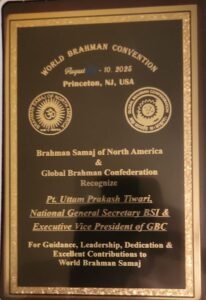 WORLD BRAHMAN CONVENTION
August - 10, 2025
Princeton, NJ, USA
Brahman Samaj of North America
&
Global Brahman Confederation
Recognize
Pt. Uttam Prakash Tiwari,
National General Secretary BSI &
Executive Vice President of GBC
For Guidance, Leadership, Dedication &
Excellent Contributions to
World Brahman Samaj